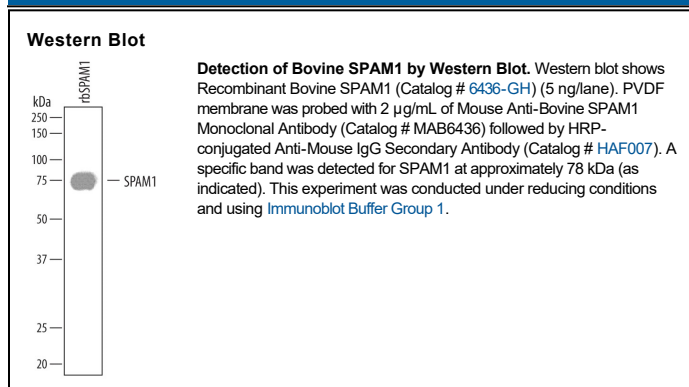 Western Blot
rbSPAM1
kDa
250
150
100
75
SPAM1
50
37
25
20
Detection of Bovine SPAM1 by Western Blot. Western blot shows
Recombinant Bovine SPAM1 (Catalog # 6436-GH) (5 ng/lane). PVDF
membrane was probed with 2 µg/mL of Mouse Anti-Bovine SPAM1
Monoclonal Antibody (Catalog # MAB6436) followed by HRP-
conjugated Anti-Mouse IgG Secondary Antibody (Catalog # HAF007). A
specific band was detected for SPAM1 at approximately 78 kDa (as
indicated). This experiment was conducted under reducing conditions
and using Immunoblot Buffer Group 1.